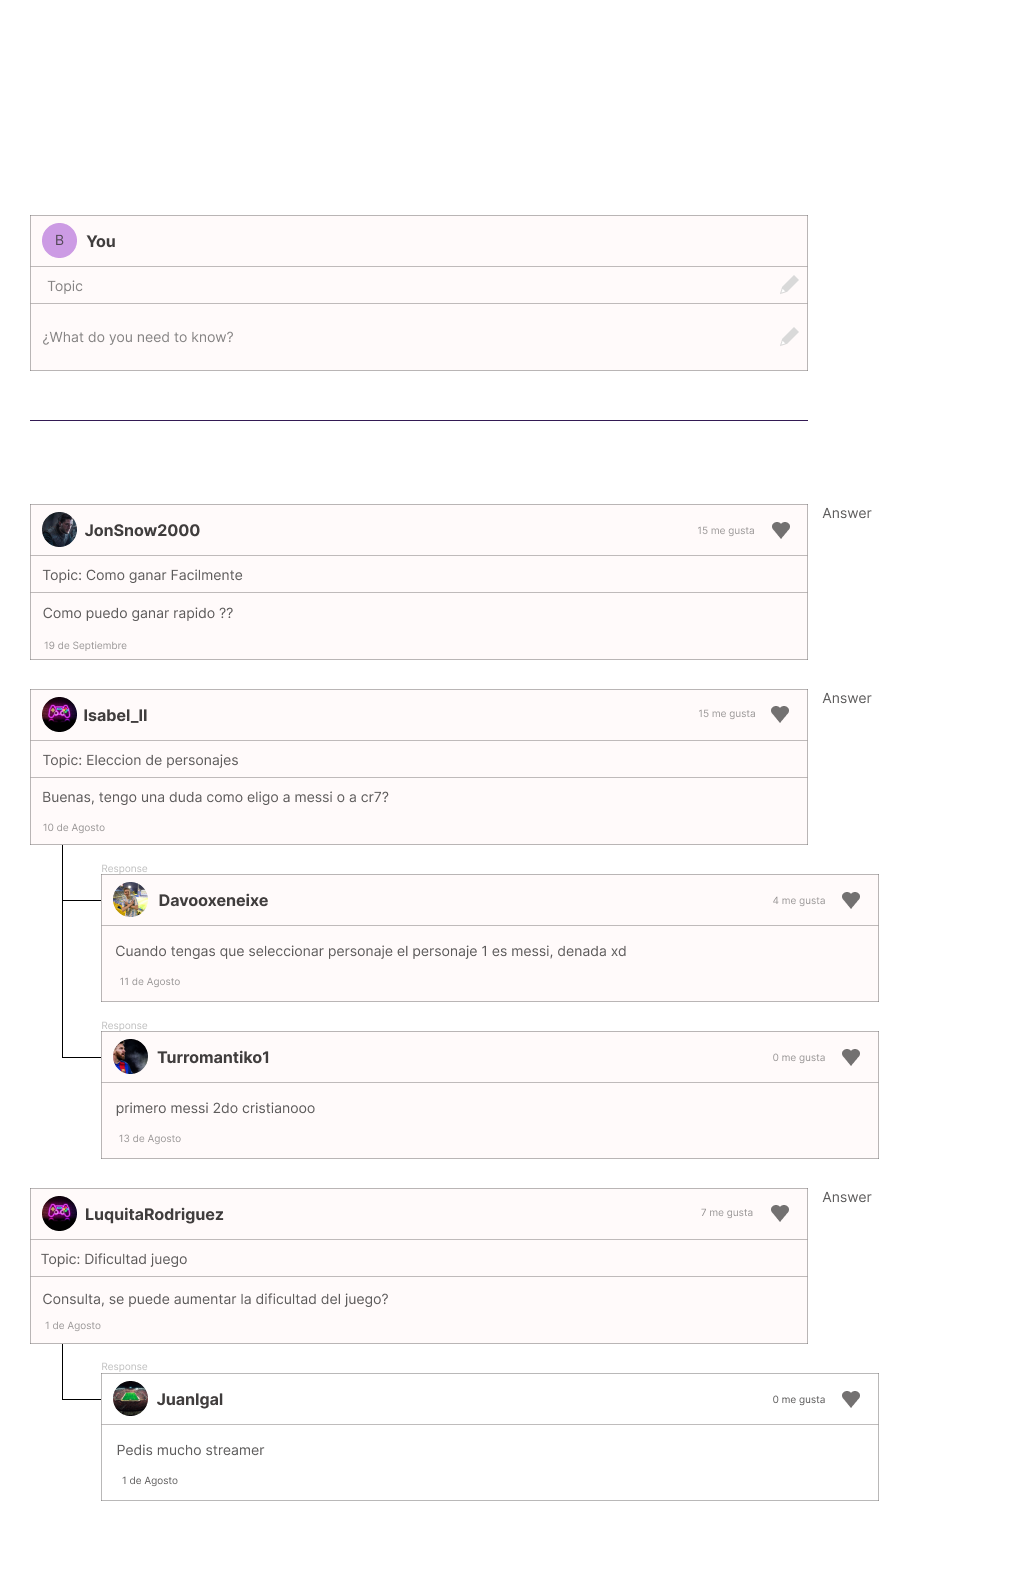 B
You
Topic
¿What do you need to know?
JonSnow2000
15 me gusta
Answer
Topic: Como ganar Facilmente
Como puedo ganar rapido ??
19 de Septiembre
Isabel_II
15 me gusta
Answer
Topic: Eleccion de personajes
Buenas, tengo una duda como eligo a messi o a cr7?
10 de Agosto
Response
Davooxeneixe
4 me gusta
Cuando tengas que seleccionar personaje el personaje 1 es messi, denada xd
11 de Agosto
Response
Turromantiko1
0 me gusta
primero messi 2do cristianooo
13 de Agosto
LuquitaRodriguez
7 me gusta
Answer
Topic: Dificultad juego
Consulta, se puede aumentar la dificultad del juego?
1 de Agosto
Response
JuanIgal
0 me gusta
Pedis mucho streamer
1 de Agosto